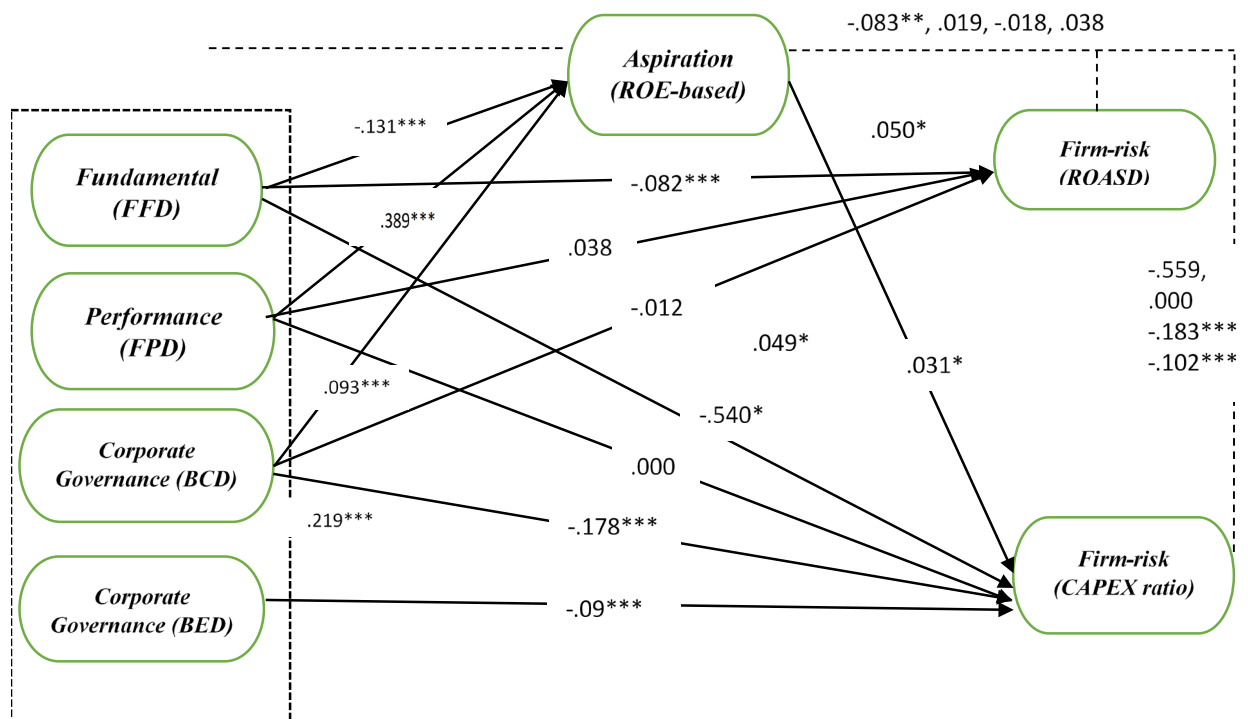 -.083**, .019, -.018, .038
Aspiration
(ROE-based)
-.131***
.050*
Firm-risk
(ROASD)
Fundamental
(FFD)
-.082***
.389***
.038
-.559,
.000
-.183***
-.102***
Performance
(FPD)
-.012
.049*
.031*
.093***
-.540*
Corporate
Governance (BCD)
.000
.219***
-.178***
Firm-risk
(CAPEX ratio)
Corporate
Governance (BED)
-.09***